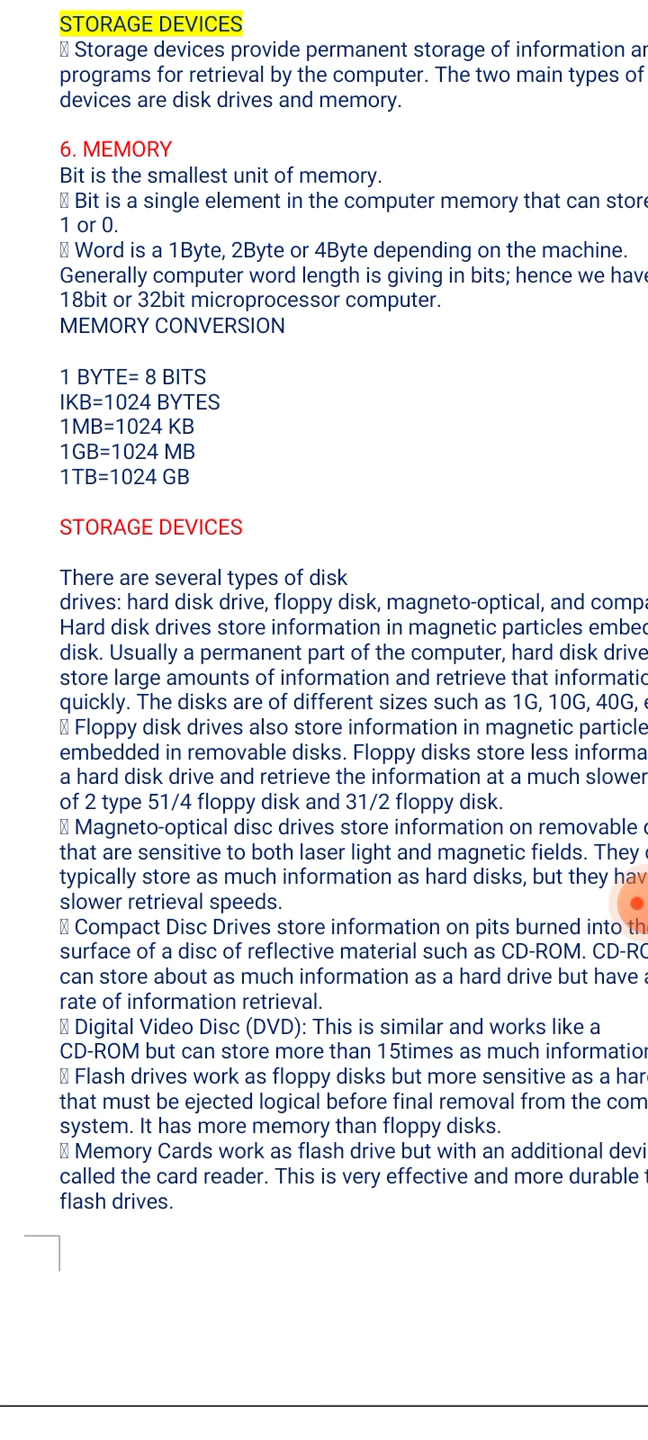 STORAGE DEVICES
Storage devices provide permanent storage of information
programs for retrieval by the computer. The two main types of
devices are disk drives and memory.
6. MEMORY
Bit is the smallest unit of memory.
Bit is a single element in the computer memory that can store
1 or 0.
Word is a 1Byte, 2Byte or 4Byte depending on the machine.
Generally computer word length is giving in bits; hence we have
18bit or 32bit microprocessor computer.
MEMORY CONVERSION
1 BYTE= 8 BITS
IKB=1024 BYTES
1MB=1024 KB
1GB=1024 MB
1TB=1024 GB
STORAGE DEVICES
There are several types of disk
drives: hard disk drive, floppy disk, magneto-optical, and
Hard disk drives store information in magnetic particles
disk. Usually a permanent part of the computer, hard disk drive
store large amounts of information and retrieve that
quickly. The disks are of different sizes such as 1G, 10G, 40G,
Floppy disk drives also store information in magnetic particle
embedded in removable disks. Floppy disks store less
a hard disk drive and retrieve the information at a much slower
of 2 type 51/4 floppy disk and 31/2 floppy disk.
Magneto-optical disc drives store information on removable
that are sensitive to both laser light and magnetic fields. They
typically store as much information as hard disks, but they
slower retrieval speeds.
Compact Disc Drives store information on pits burned into
surface of a disc of reflective material such as CD-ROM.
can store about as much information as a hard drive but have
rate of information retrieval.
Digital Video Disc (DVD): This is similar and works like a
CD-ROM but can store more than 15times as much information
Flash drives work as floppy disks but more sensitive as a
that must be ejected logical before final removal from the
system. It has more memory than floppy disks.
Memory Cards work as flash drive but with an additional
called the card reader. This is very effective and more durable
flash drives.